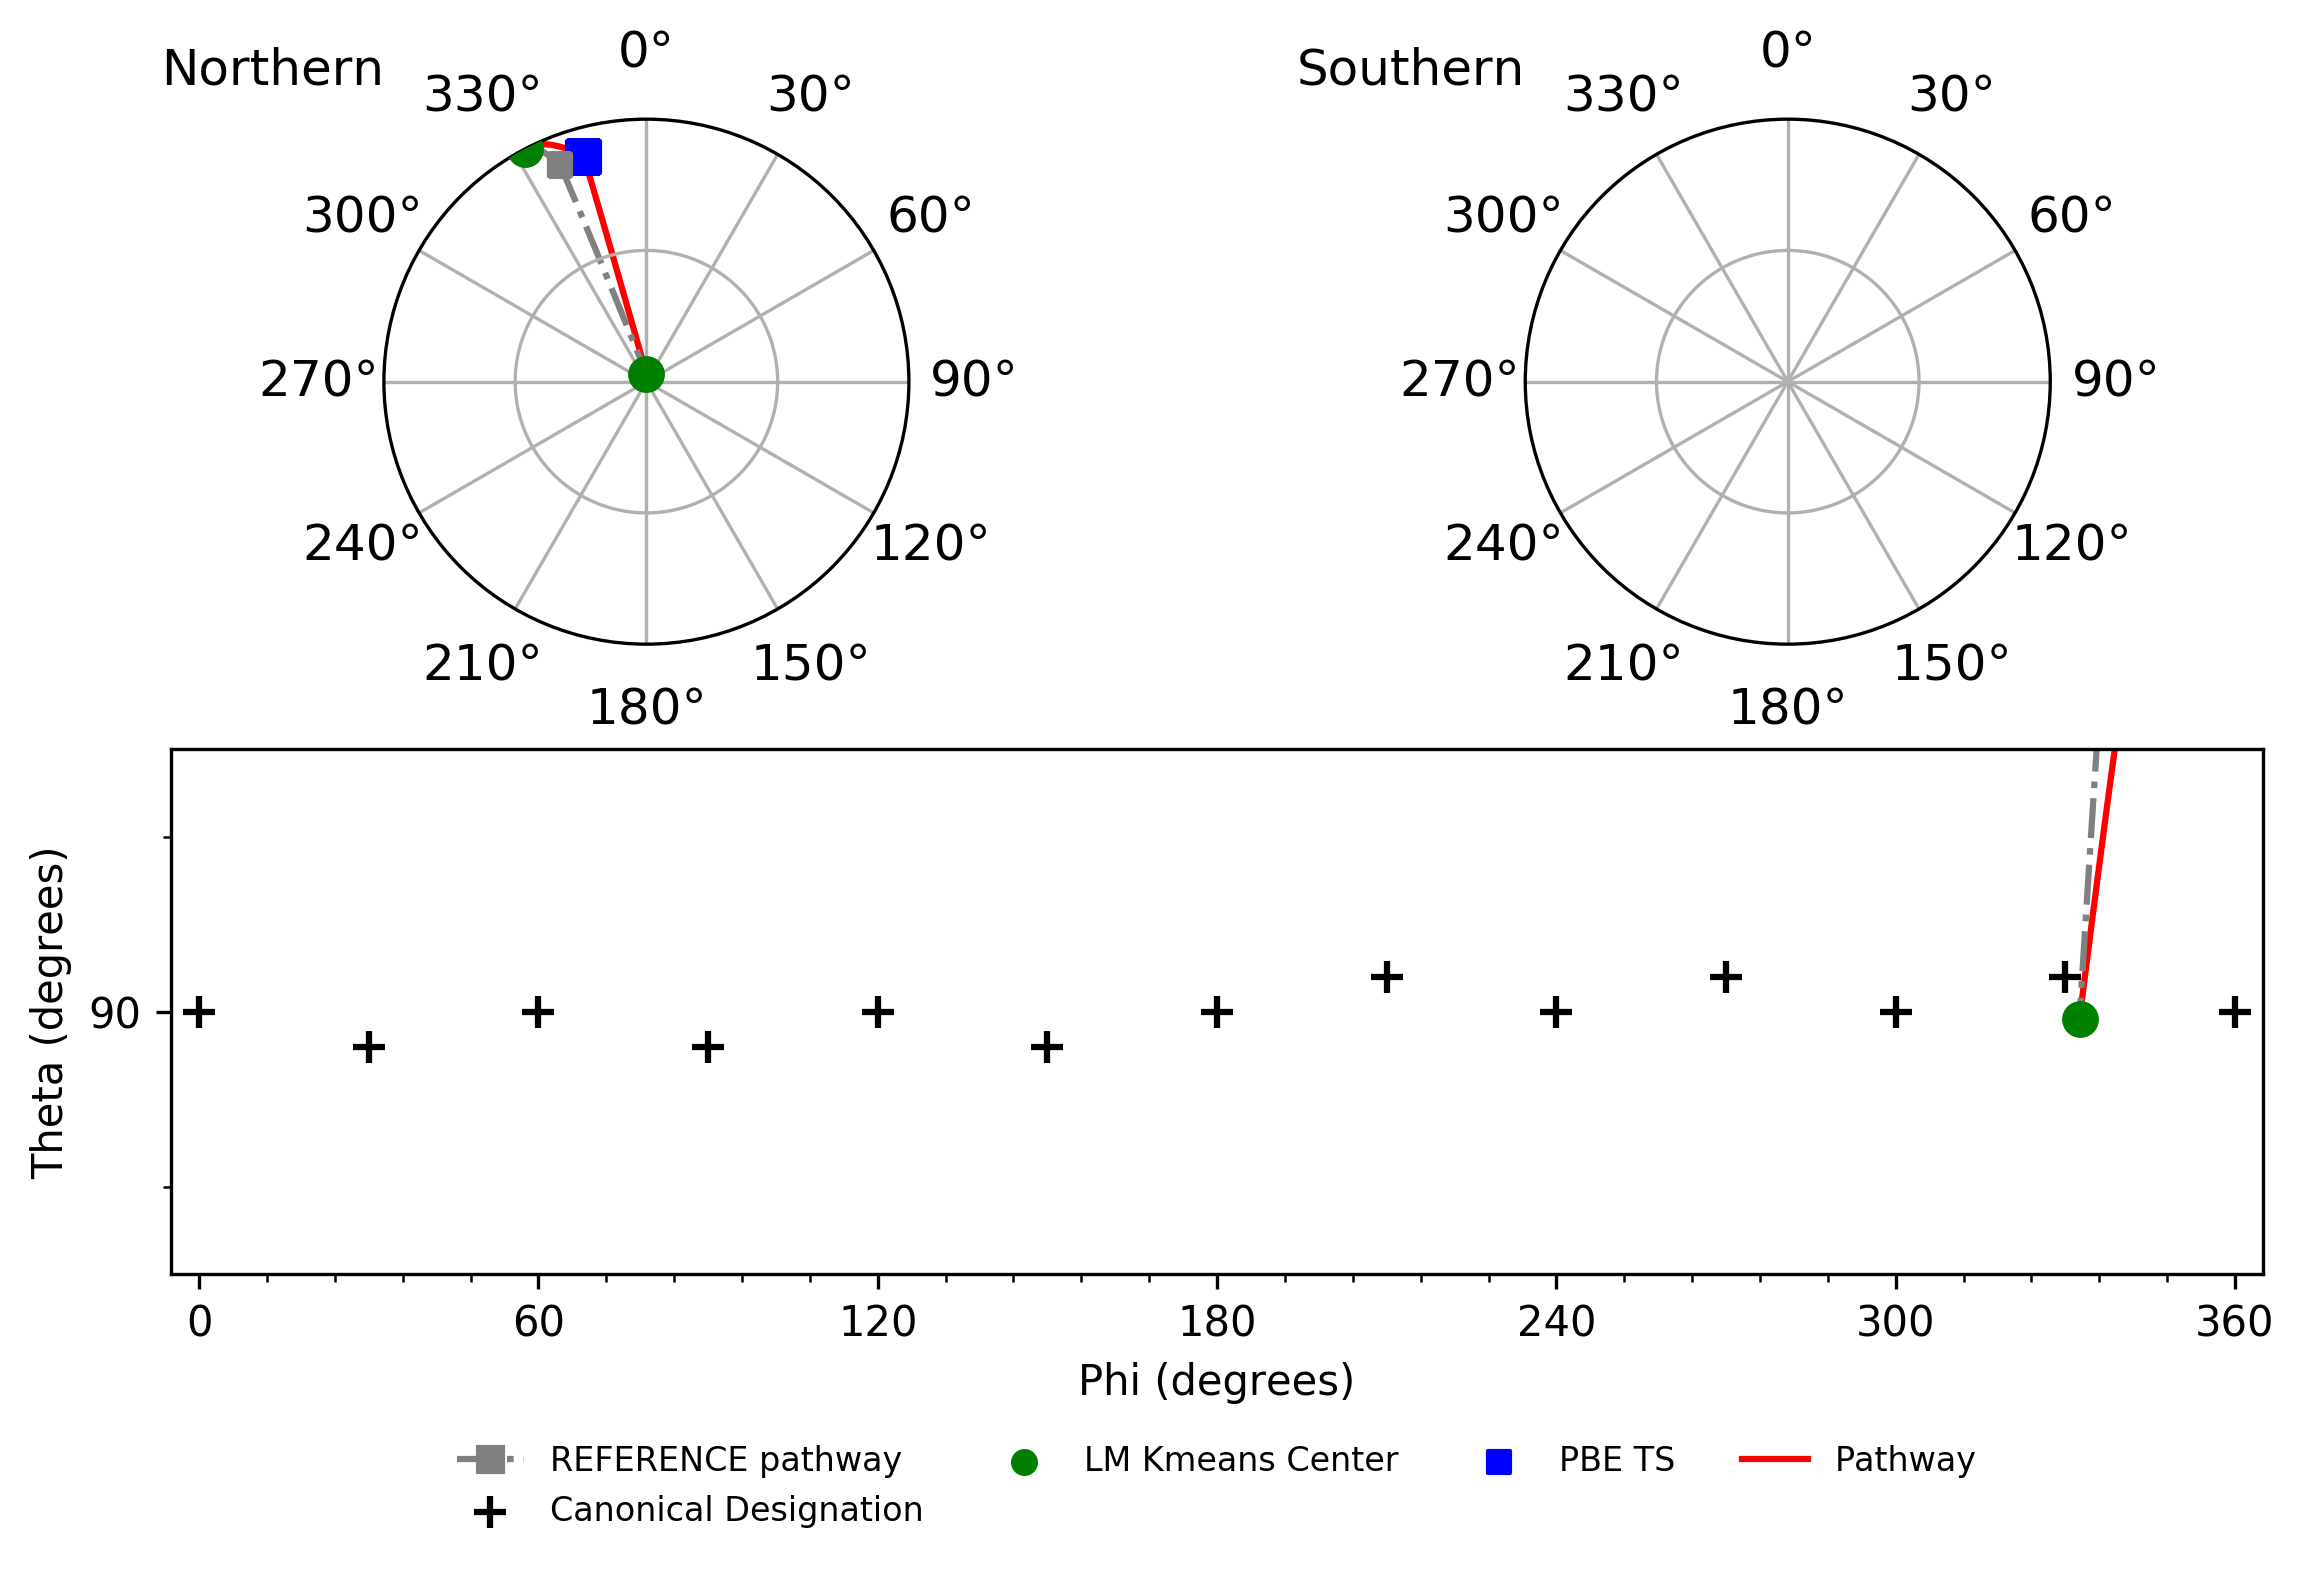 Northern
0°
30°
60°
90°
120°
150°
180°
210°
240°
270°
300°
330°
Southern
0°
30°
60°
90°
120°
150°
180°
210°
240°
270°
300°
330°
Theta (degrees)
90
0 60 120 180 240 300 360
Phi (degrees)
REFERENCE pathway
Canonical Designation
LM Kmeans Center
PBE TS
Pathway